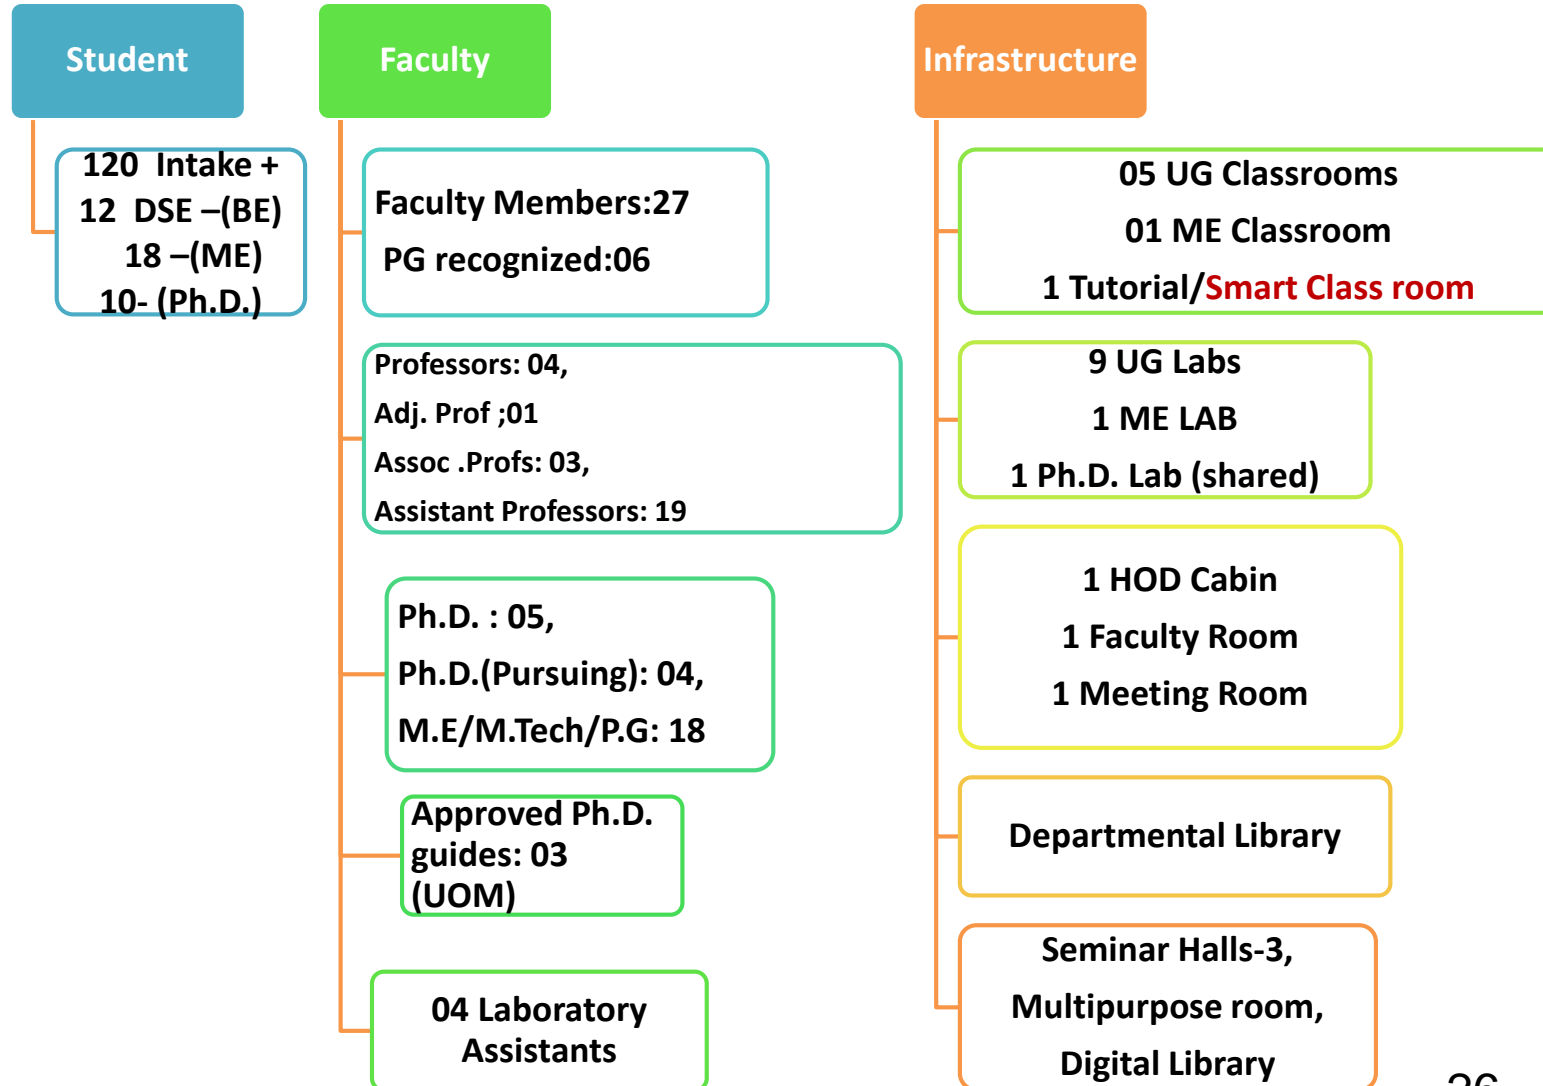 Student
120 Intake +
12 DSE –(BE)
18 –(ME)
10- (Ph.D.)
Faculty
Faculty Members:27
PG recognized:06
Professors: 04,
Adj. Prof ;01
Assoc .Profs: 03,
Assistant Professors: 19
Ph.D. : 05,
Ph.D.(Pursuing): 04,
M.E/M.Tech/P.G: 18
Approved Ph.D.
guides: 03
(UOM)
04 Laboratory
Assistants
Infrastructure
05 UG Classrooms
01 ME Classroom
1 Tutorial/Smart Class room
9 UG Labs
1 ME LAB
1 Ph.D. Lab (shared)
1 HOD Cabin
1 Faculty Room
1 Meeting Room
Departmental Library
Seminar Halls-3,
Multipurpose room,
Digital Library